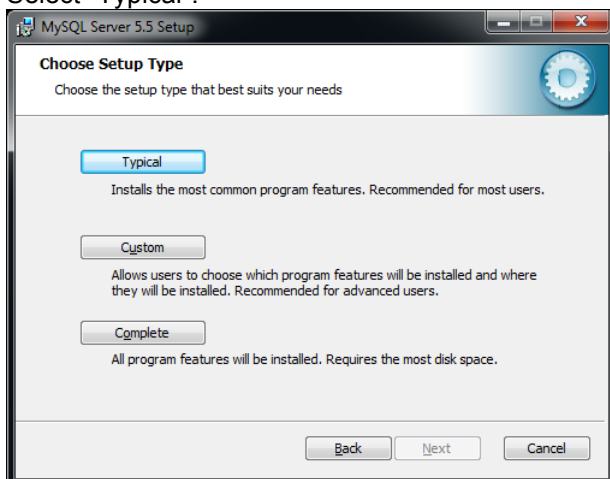 Select "Typical".
MySQL Server 5.5 Setup
Choose Setup Type
Choose the setup type that best suits your needs
Typical
Installs the most common program features. Recommended for most users.
Custom
Allows users to choose which program features will be installed and where
they will be installed. Recommended for advanced users.
Complete
All program features will be installed. Requires the most disk space.
Back Next Cancel